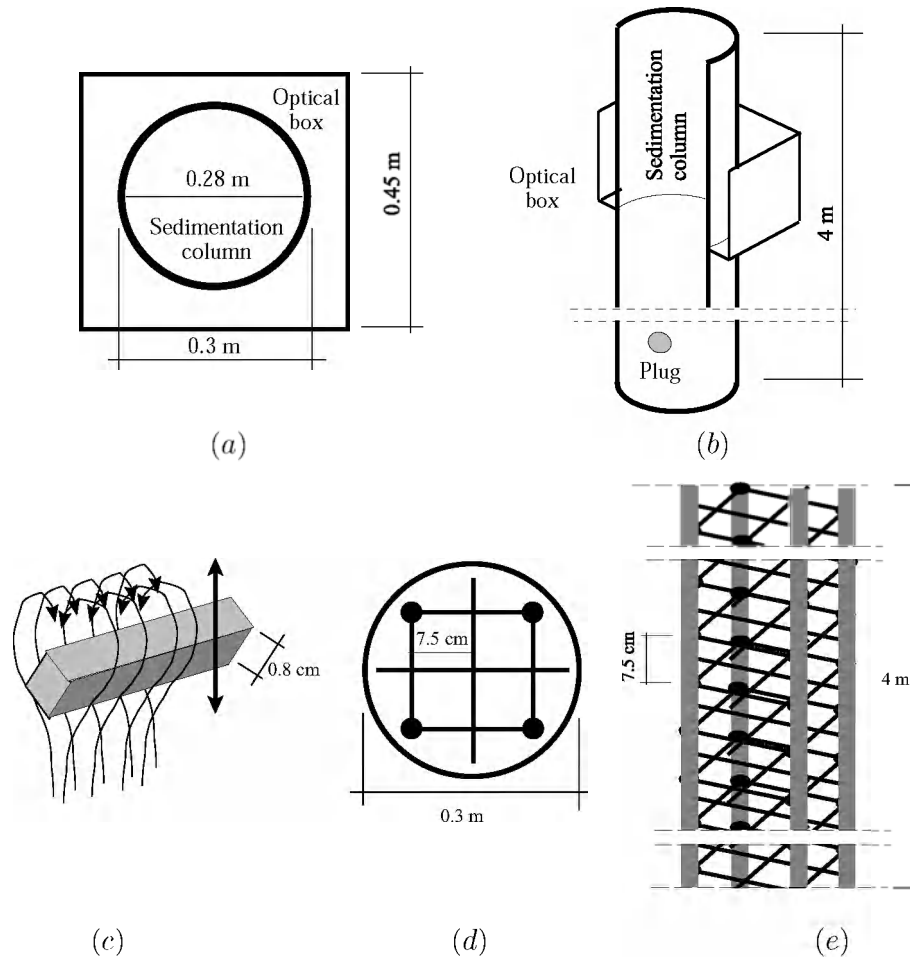 Optical
box
0.28 m
Sedimentation
column
0.45 m
0.3 m
(a)
Sedimentation
column
Optical
box
4 m
Plug
(b)
0.8 cm
(c)
7.5 cm
0.3 m
(d)
7.5 cm
4 m
(e)